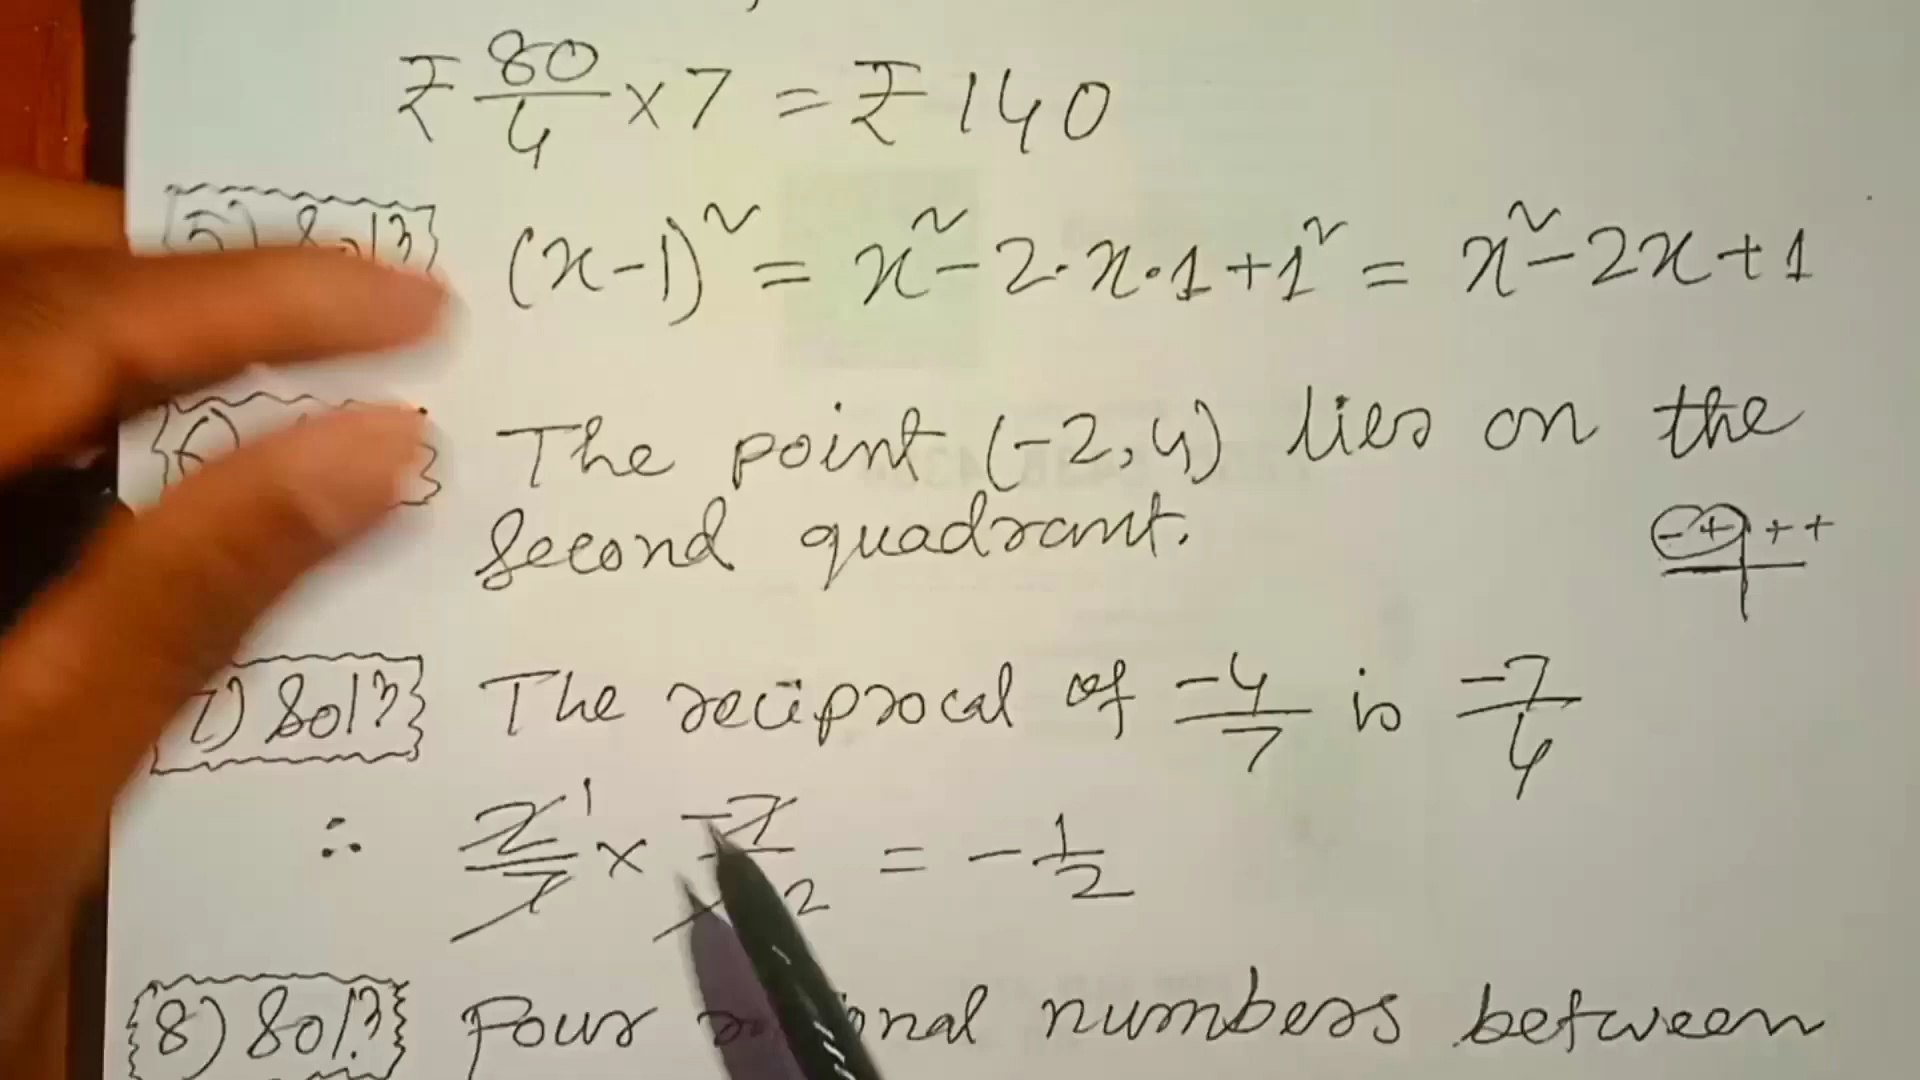 ₹ 80/4 × 7 = ₹ 140
(x-1)² = x² - 2·x·1 + 1² = x² - 2x + 1
The point (-2, 4) lies on the
second quadrant.
-+ ++
7) Sol?
The reciprocal of -4/7 is -7/4
∴ 2/7 1 × -7/ 2 = - 1/2
8) Sol?
Four numbers between